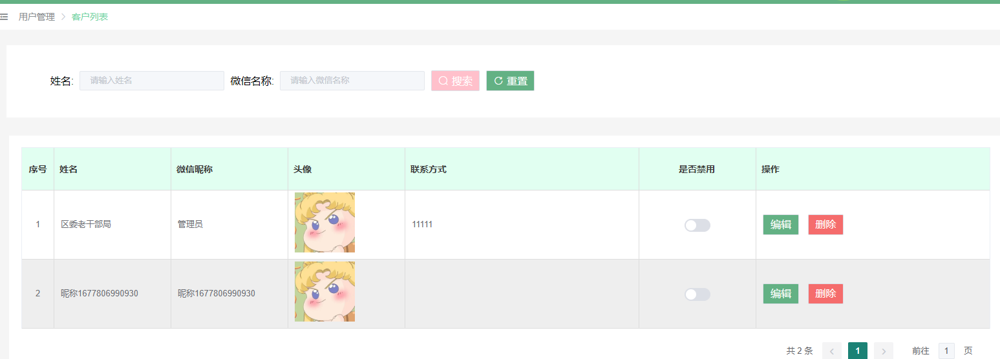 用户管理 > 客户列表
姓名: 请输入姓名 微信名称: 请输入微信名称 搜索 重置
序号 姓名 微信昵称 头像 联系方式 是否禁用 操作
1 区委老干部局 管理员 11111 编辑 删除
2 昵称1677806990930 昵称1677806990930 编辑 删除
共 2 条 < 1 > 前往 1 页